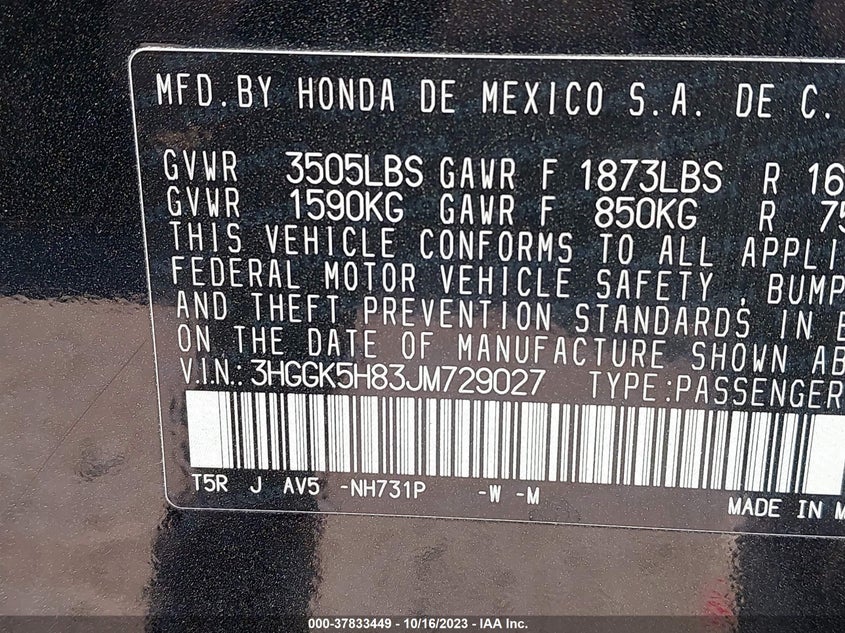 MFD.BY HONDA DE MEXICO S.A. DE C.
GVWR 3505LBS GAWR F 1873LBS R 16
GVWR 1590KG GAWR F 850KG R 75
THIS VEHICLE CONFORMS TO ALL APPLI
FEDERAL MOTOR VEHICLE SAFETY , BUMP
AND THEFT PREVENTION STANDARDS IN E
ON THE DATE OF MANUFACTURE SHOWN AB
V.I.N.: 3HGGK5H83JM729027 TYPE:PASSENGER
T5R J AV5 -NH731P -W -M
MADE IN M
000-37833449 - 10/16/2023 - IAA Inc.